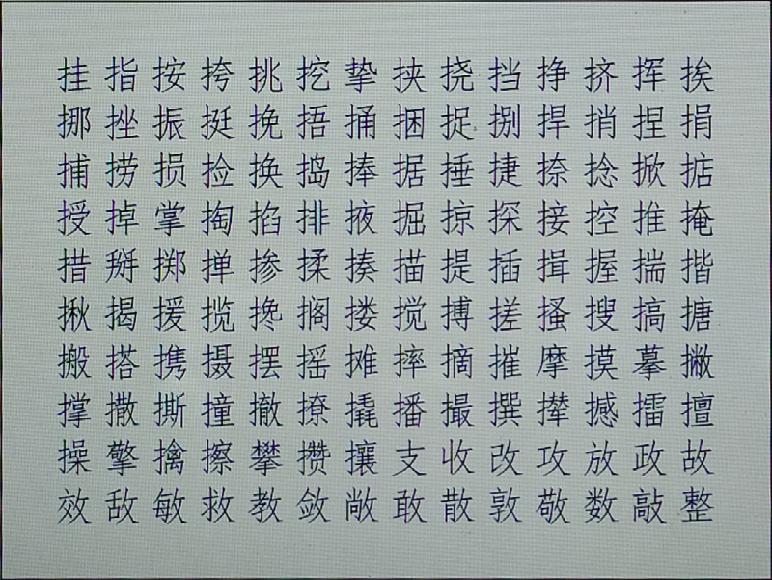 挂指按挎挑挖挚挟挠挡挣挤挥挨
挪挫振挺挽捂捅捆捉捌捍捎捏捐
捕捞损捡换捣捧据捶捷捺捻掀掂
授掉掌掏掐排掖掘掠探接控推掩
措掰掷掸掺揉揍描提插揖握揣揩
揪揭援揽搀搁搂搅搏搓搔搜搞搪
搬搭携摄摆摇摊摔摘摧摩摸摹撇
撑撒撕撞撤撩撬播撮撰撵撼擂擅
操擎擒擦攀攒攘支收改攻放政故
效敌敏救教敛敞敢散敦敬数敲整